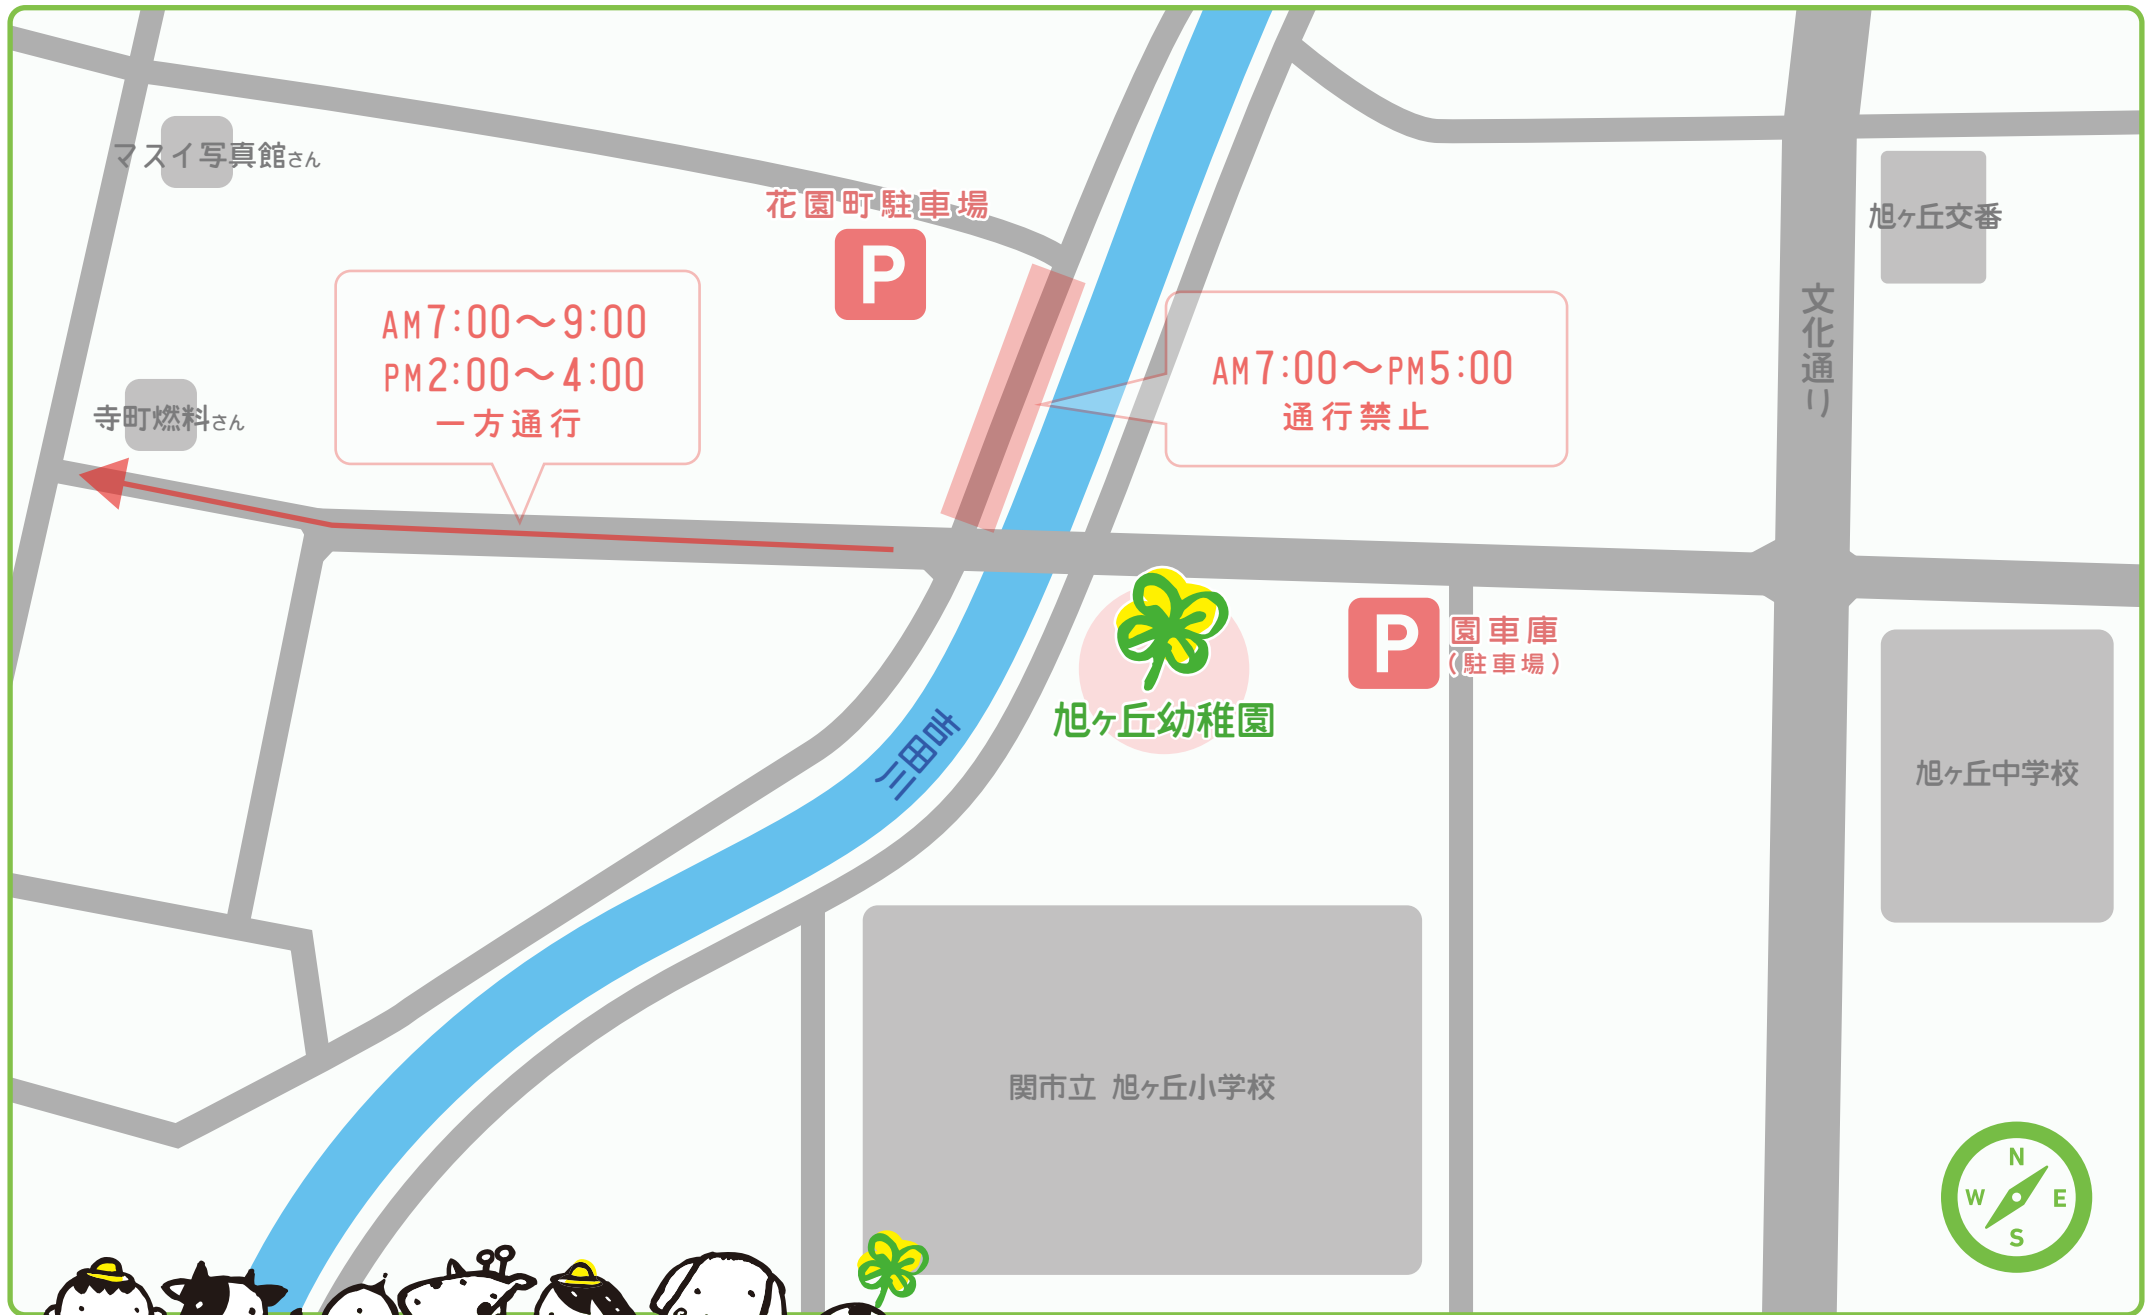 マスイ写真館さん
花園町駐車場
P
旭ヶ丘交番
AM7:00〜9:00
PM2:00〜4:00
一方通行
AM7:00〜PM5:00
通行禁止
文化通り
寺町燃料さん
P
園車庫
(駐車場)
旭ヶ丘幼稚園
吉田川
旭ヶ丘中学校
関市立 旭ヶ丘小学校
N
W E
S